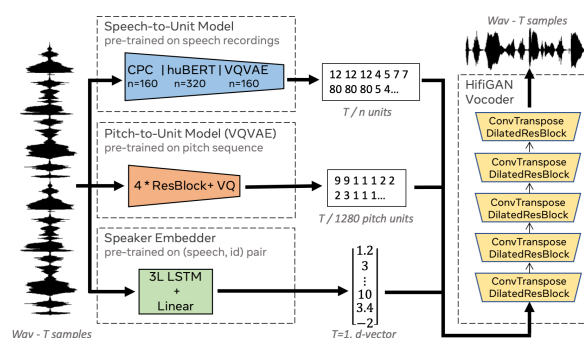 Wav - T samples
Speech-to-Unit Model
pre-trained on speech recordings
CPC | huBERT | VQVAE
n=160 n=320 n=160
12 12 12 4 5 7 7
80 80 80 5 4...
T / n units
Pitch-to-Unit Model (VQVAE)
pre-trained on pitch sequence
4 * ResBlock+ VQ
9 9 1 1 1 2 2
2 3 1 1 1...
T / 1280 pitch units
Speaker Embedder
pre-trained on (speech, id) pair
3L LSTM
+
Linear
1.2
3
⋮
10
3.4
-2
T=1, d-vector
Wav - T samples
HifiGAN
Vocoder
ConvTranspose
DilatedResBlock
ConvTranspose
DilatedResBlock
ConvTranspose
DilatedResBlock
ConvTranspose
DilatedResBlock
ConvTranspose
DilatedResBlock